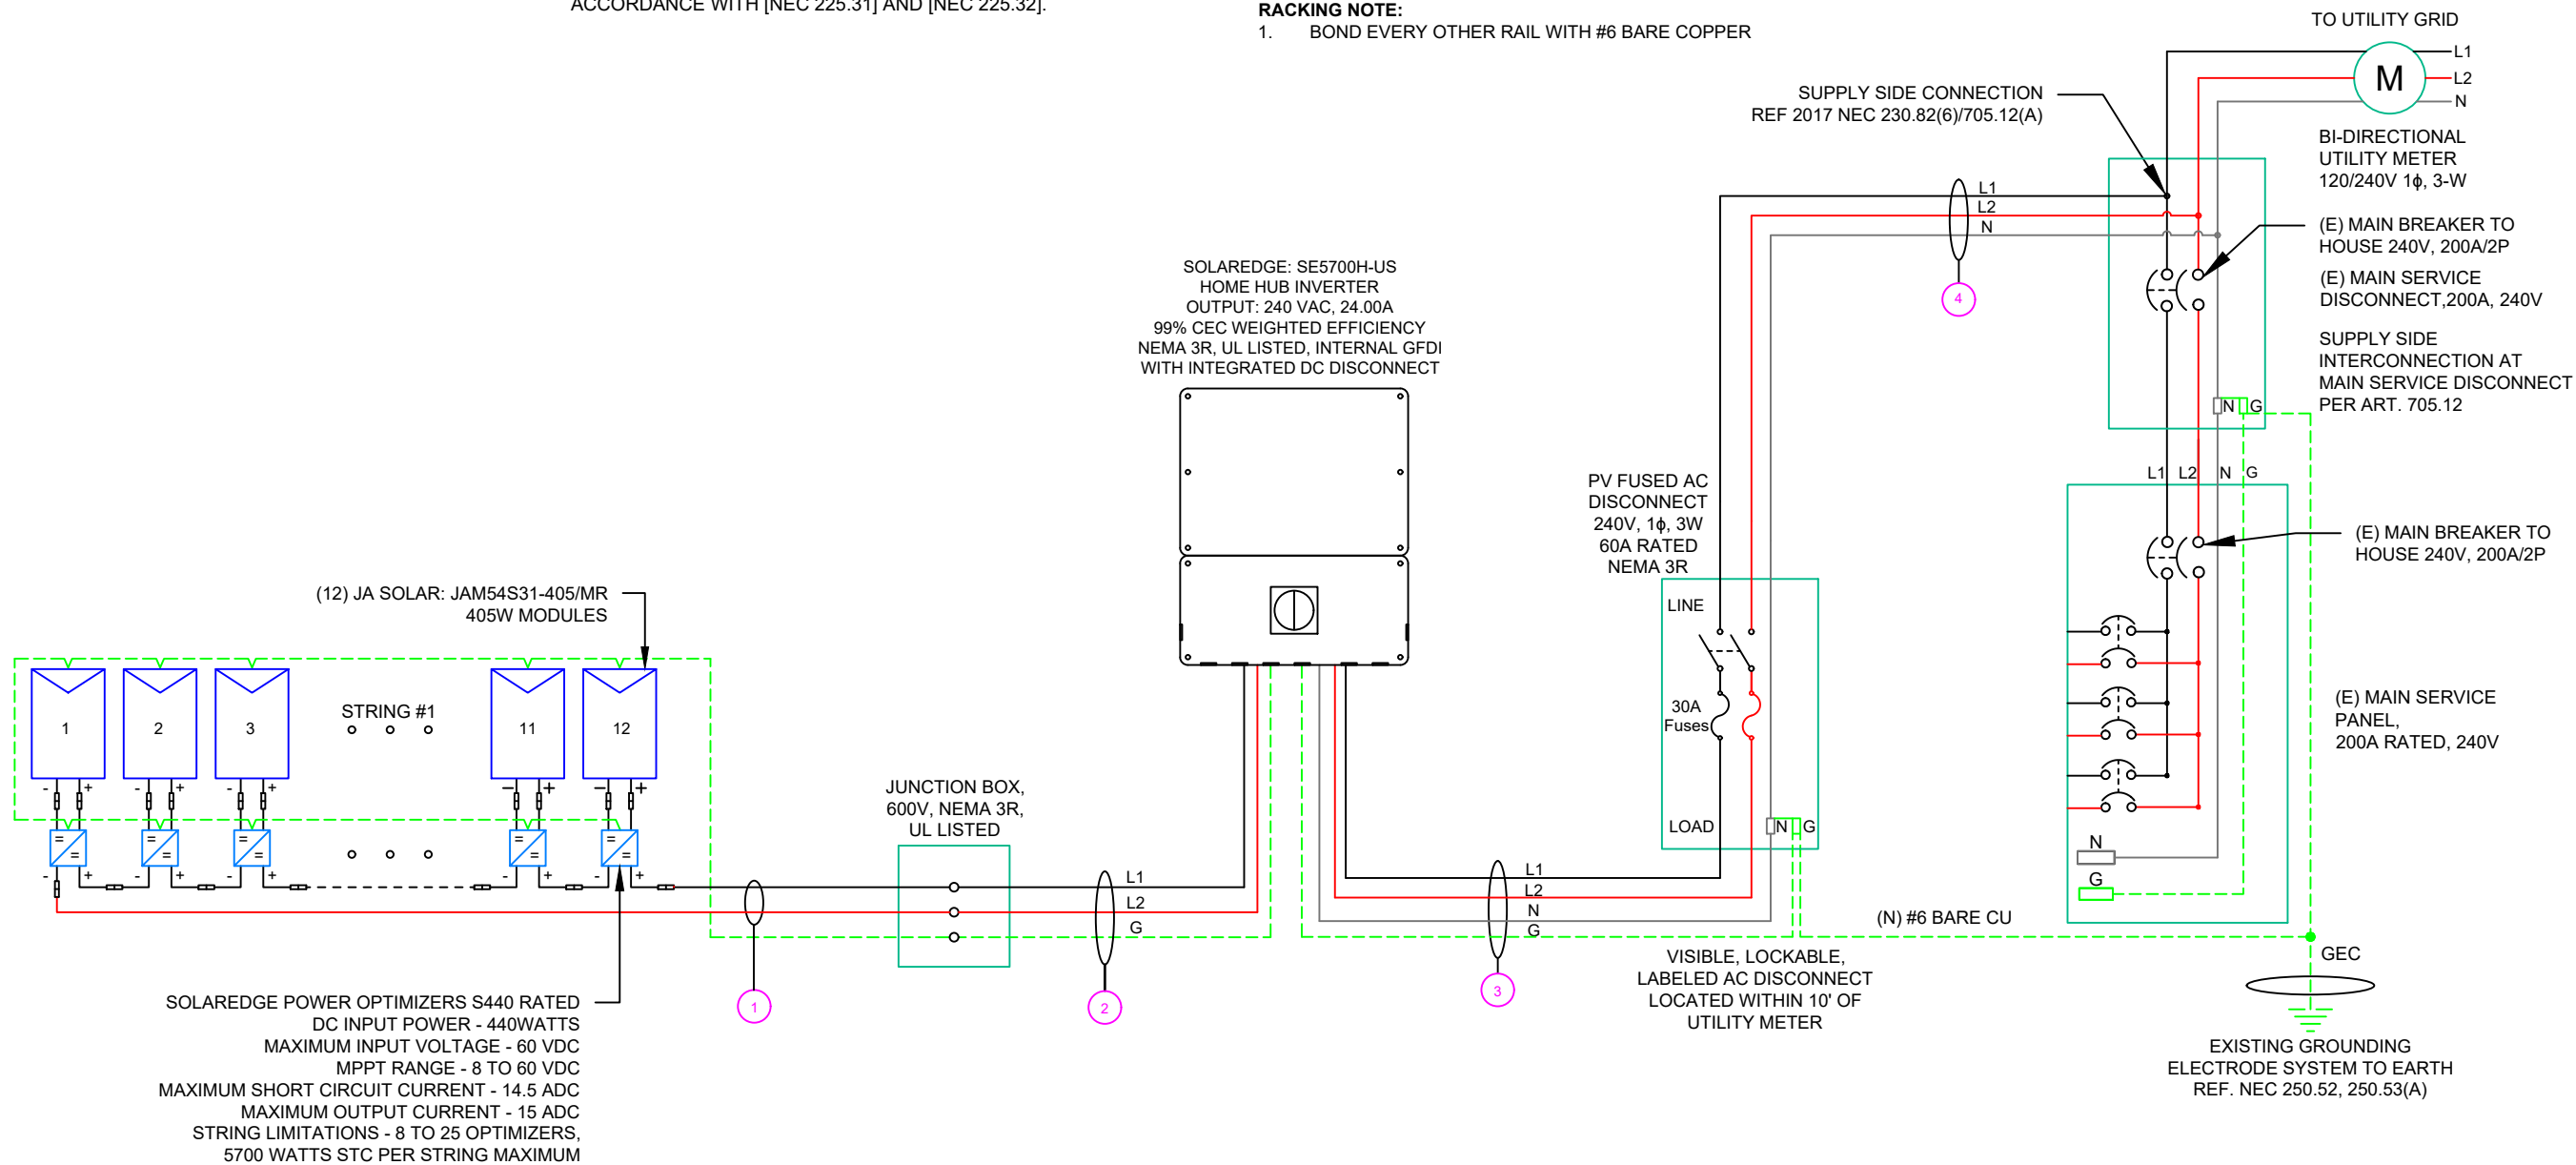 ACCORDANCE WITH [NEC 225.31] AND [NEC 225.32].
RACKING NOTE:
1. BOND EVERY OTHER RAIL WITH #6 BARE COPPER
TO UTILITY GRID
L1
L2
N
M
SUPPLY SIDE CONNECTION
REF 2017 NEC 230.82(6)/705.12(A)
BI-DIRECTIONAL
UTILITY METER
120/240V 1ϕ, 3-W
L1
L2
N
4
(E) MAIN BREAKER TO
HOUSE 240V, 200A/2P
(E) MAIN SERVICE
DISCONNECT,200A, 240V
SUPPLY SIDE
INTERCONNECTION AT
MAIN SERVICE DISCONNECT
PER ART. 705.12
N G
SOLAREDGE: SE5700H-US
HOME HUB INVERTER
OUTPUT: 240 VAC, 24.00A
99% CEC WEIGHTED EFFICIENCY
NEMA 3R, UL LISTED, INTERNAL GFDI
WITH INTEGRATED DC DISCONNECT
L1 L2 N G
PV FUSED AC
DISCONNECT
240V, 1ϕ, 3W
60A RATED
NEMA 3R
(E) MAIN BREAKER TO
HOUSE 240V, 200A/2P
LINE
30A
Fuses
LOAD
N G
(E) MAIN SERVICE
PANEL,
200A RATED, 240V
N
G
(12) JA SOLAR: JAM54S31-405/MR
405W MODULES
1
2
3
STRING #1
11
12
- + - + - + - + - +
= = = = = = = = = =
- + - + - + - + - +
JUNCTION BOX,
600V, NEMA 3R,
UL LISTED
L1
L2
G
1
2
L1
L2
N
G
3
(N) #6 BARE CU
VISIBLE, LOCKABLE,
LABELED AC DISCONNECT
LOCATED WITHIN 10' OF
UTILITY METER
GEC
EXISTING GROUNDING
ELECTRODE SYSTEM TO EARTH
REF. NEC 250.52, 250.53(A)
SOLAREDGE POWER OPTIMIZERS S440 RATED
DC INPUT POWER - 440WATTS
MAXIMUM INPUT VOLTAGE - 60 VDC
MPPT RANGE - 8 TO 60 VDC
MAXIMUM SHORT CIRCUIT CURRENT - 14.5 ADC
MAXIMUM OUTPUT CURRENT - 15 ADC
STRING LIMITATIONS - 8 TO 25 OPTIMIZERS,
5700 WATTS STC PER STRING MAXIMUM